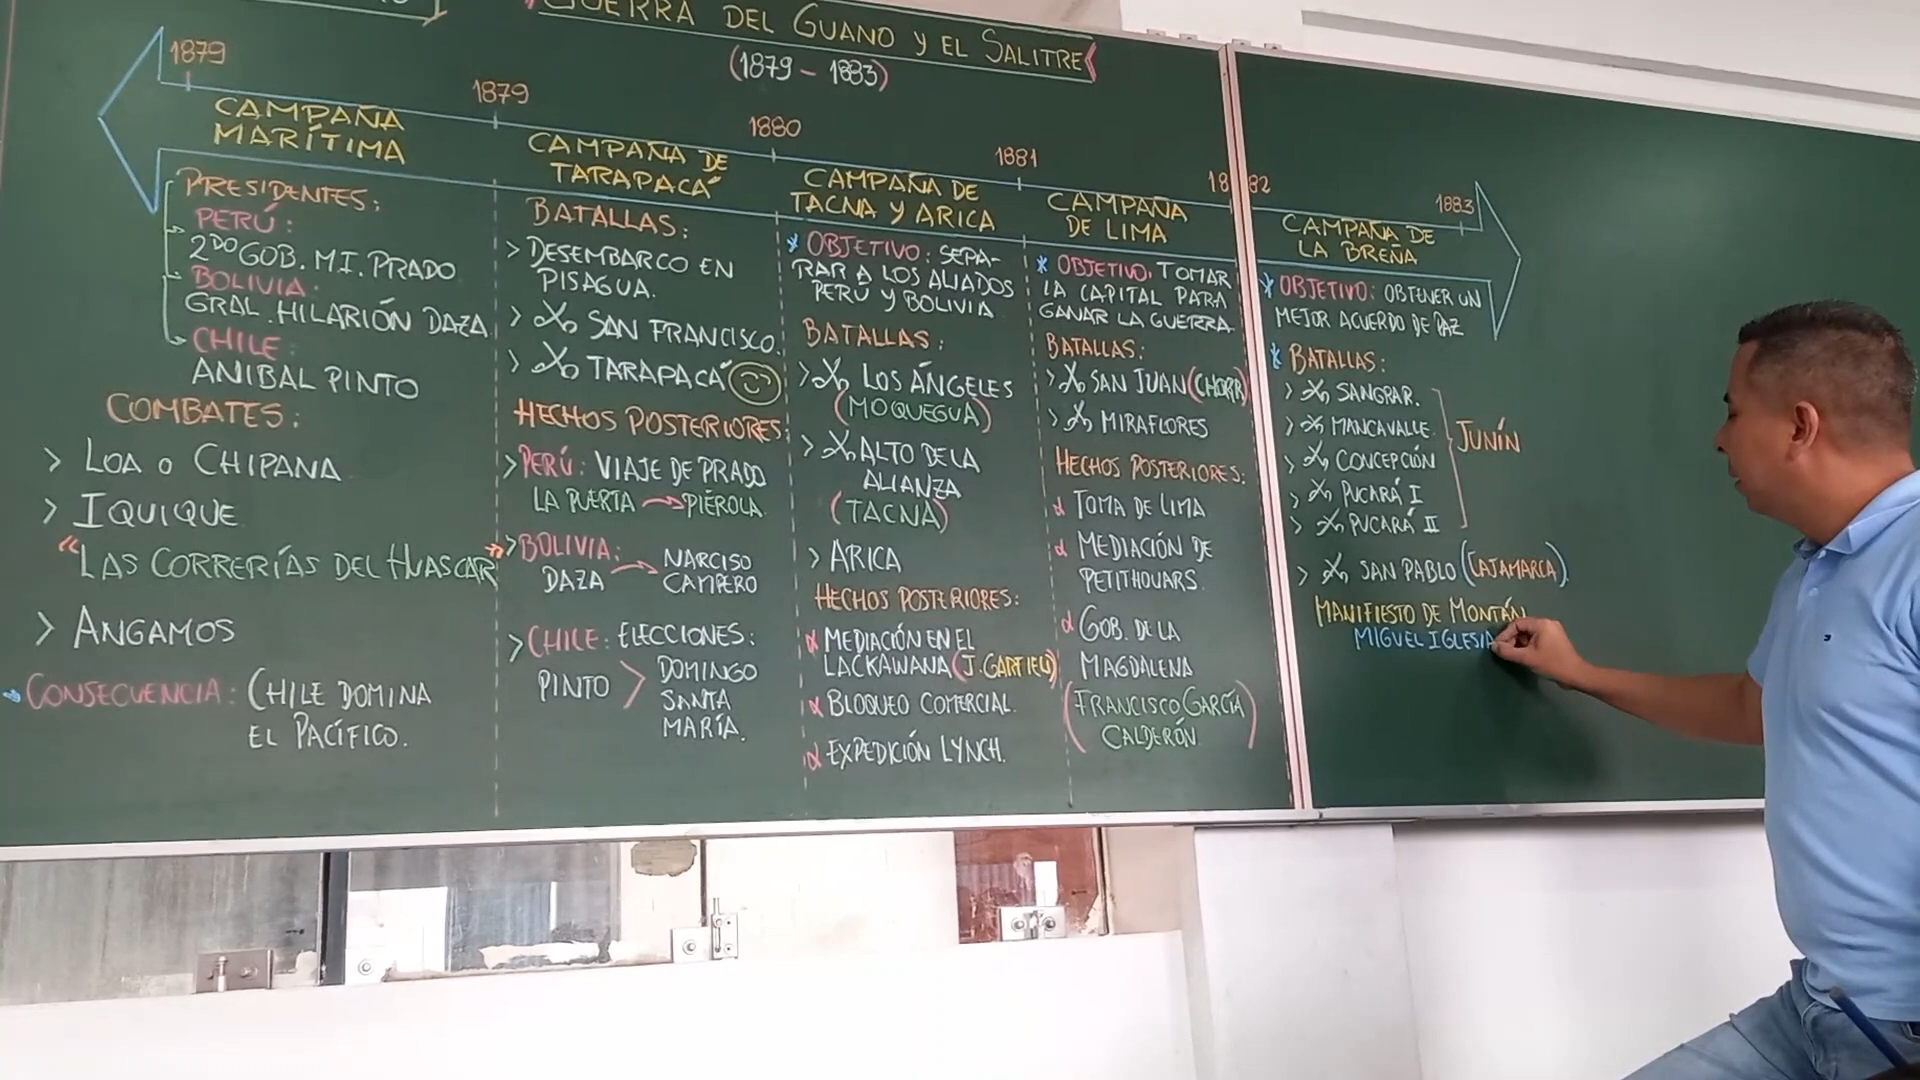 GUERRA DEL GUANO Y EL SALITRE
(1879 – 1883)
1879
1879
1880
1881
1882
1883
CAMPAÑA
MARÍTIMA
PRESIDENTES:
PERÚ:
2DO GOB. M.I. PRADO
BOLIVIA:
GRAL. HILARIÓN DAZA
CHILE:
ANIBAL PINTO
COMBATES:
> LOA O CHIPANA
> IQUIQUE
"LAS CORRERÍAS DEL HUASCAR"
> ANGAMOS
CONSECUENCIA: CHILE DOMINA
EL PACÍFICO.
CAMPAÑA DE
TARAPACÁ
BATALLAS:
> DESEMBARCO EN
PISAGUA.
> SAN FRANCISCO.
> TARAPACÁ
HECHOS POSTERIORES:
> PERÚ: VIAJE DE PRADO
LA PUERTA → PIÉROLA
> BOLIVIA:
DAZA → NARCISO
CAMPERO
> CHILE: ELECCIONES:
PINTO > DOMINGO
SANTA
MARÍA.
CAMPAÑA DE
TACNA Y ARICA
* OBJETIVO: SEPA-
RAR A LOS ALIADOS
PERÚ Y BOLIVIA
BATALLAS:
> LOS ÁNGELES
(MOQUEGUA)
> ALTO DE LA
ALIANZA
(TACNA)
> ARICA
HECHOS POSTERIORES:
α MEDIACIÓN EN EL
LACKAWANA (J. GARFIELD)
α BLOQUEO COMERCIAL.
α EXPEDICIÓN LYNCH.
CAMPAÑA
DE LIMA
* OBJETIVO: TOMAR
LA CAPITAL PARA
GANAR LA GUERRA
BATALLAS:
> SAN JUAN (CHORR)
> MIRAFLORES
HECHOS POSTERIORES:
α TOMA DE LIMA
α MEDIACIÓN DE
PETITHOUARS.
α GOB. DE LA
MAGDALENA
(FRANCISCO GARCÍA
CALDERÓN)
CAMPAÑA DE
LA BREÑA
* OBJETIVO: OBTENER UN
MEJOR ACUERDO DE PAZ
* BATALLAS:
> SANGRAR.
> MANCAVALLE
> CONCEPCIÓN
> PUCARÁ I
> PUCARÁ II
JUNÍN
> SAN PABLO (CAJAMARCA).
MANIFIESTO DE MONTÁN
MIGUEL IGLESIA